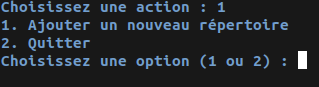 Choisissez une action : 1
1. Ajouter un nouveau répertoire
2. Quitter
Choisissez une option (1 ou 2) :